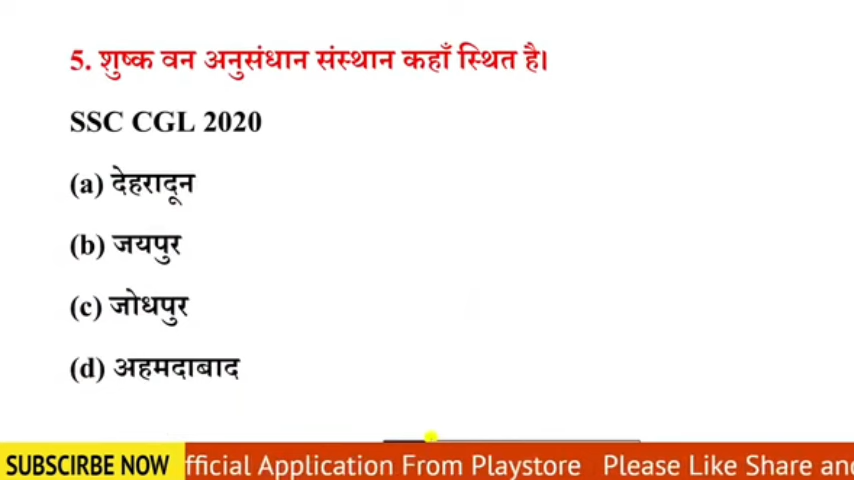 5. शुष्क वन अनुसंधान संस्थान कहाँ स्थित है।
SSC CGL 2020
(a) देहरादून
(b) जयपुर
(c) जोधपुर
(d) अहमदाबाद
SUBSCIRBE NOW fficial Application From Playstore Please Like Share and